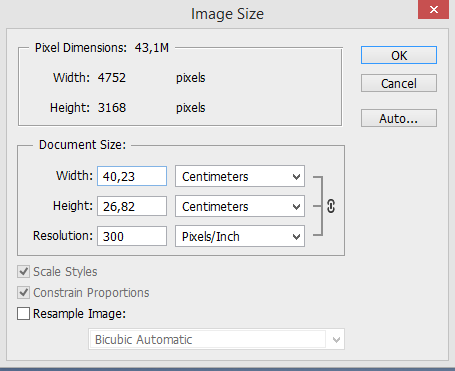 Image Size
Pixel Dimensions: 43,1M
Width: 4752 pixels
Height: 3168 pixels
OK
Cancel
Auto...
Document Size:
Width: 40,23 Centimeters
Height: 26,82 Centimeters
Resolution: 300 Pixels/Inch
Scale Styles
Constrain Proportions
Resample Image:
Bicubic Automatic